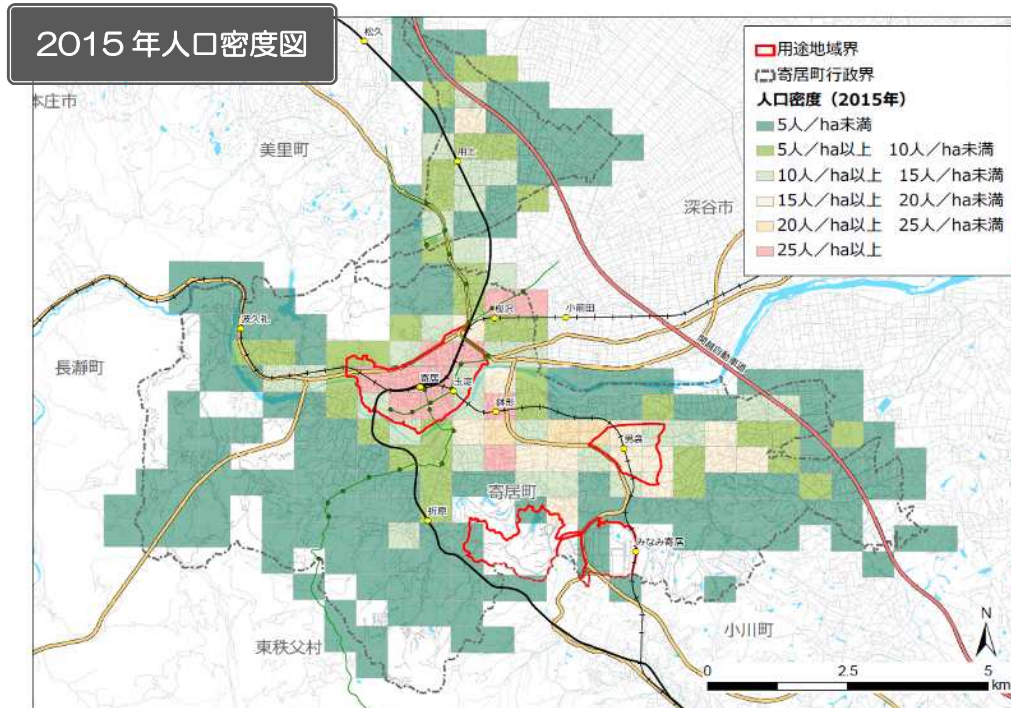 2015年人口密度図
松久
本庄市
美里町
用土
深谷市
用途地域界
寄居町行政界
人口密度（2015年）
5人／ha未満
5人／ha以上 10人／ha未満
10人／ha以上 15人／ha未満
15人／ha以上 20人／ha未満
20人／ha以上 25人／ha未満
25人／ha以上
波久礼
桜沢
小前田
関越自動車道
長瀞町
寄居
玉淀
鉢形
男衾
寄居町
折原
みなみ寄居
東秩父村
小川町
N
0 2.5 5
km